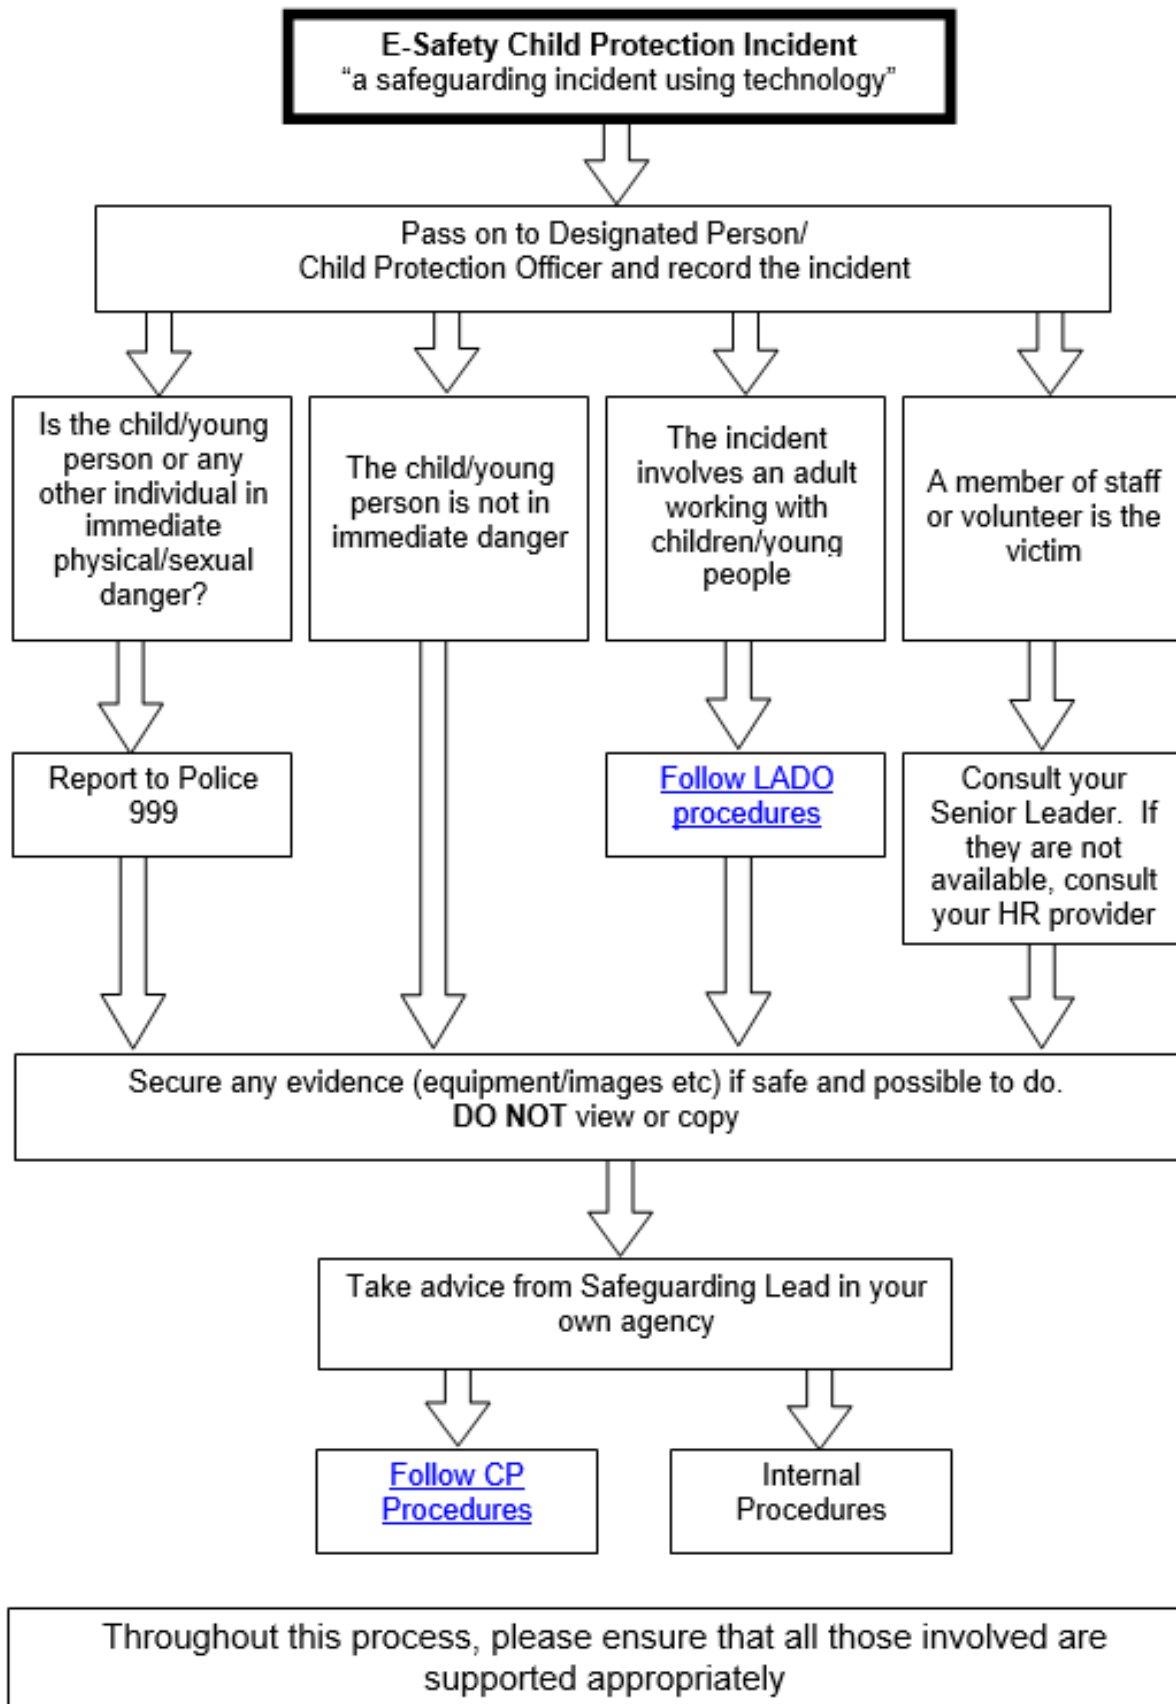 E-Safety Child Protection Incident
“a safeguarding incident using technology”
Pass on to Designated Person/
Child Protection Officer and record the incident
Is the child/young
person or any
other individual in
immediate
physical/sexual
danger?
The child/young
person is not in
immediate danger
The incident
involves an adult
working with
children/young
people
A member of staff
or volunteer is the
victim
Report to Police
999
Follow LADO
procedures
Consult your
Senior Leader.  If
they are not
available, consult
your HR provider
Secure any evidence (equipment/images etc) if safe and possible to do.
DO NOT view or copy
Take advice from Safeguarding Lead in your
own agency
Follow CP
Procedures
Internal
Procedures
Throughout this process, please ensure that all those involved are
supported appropriately